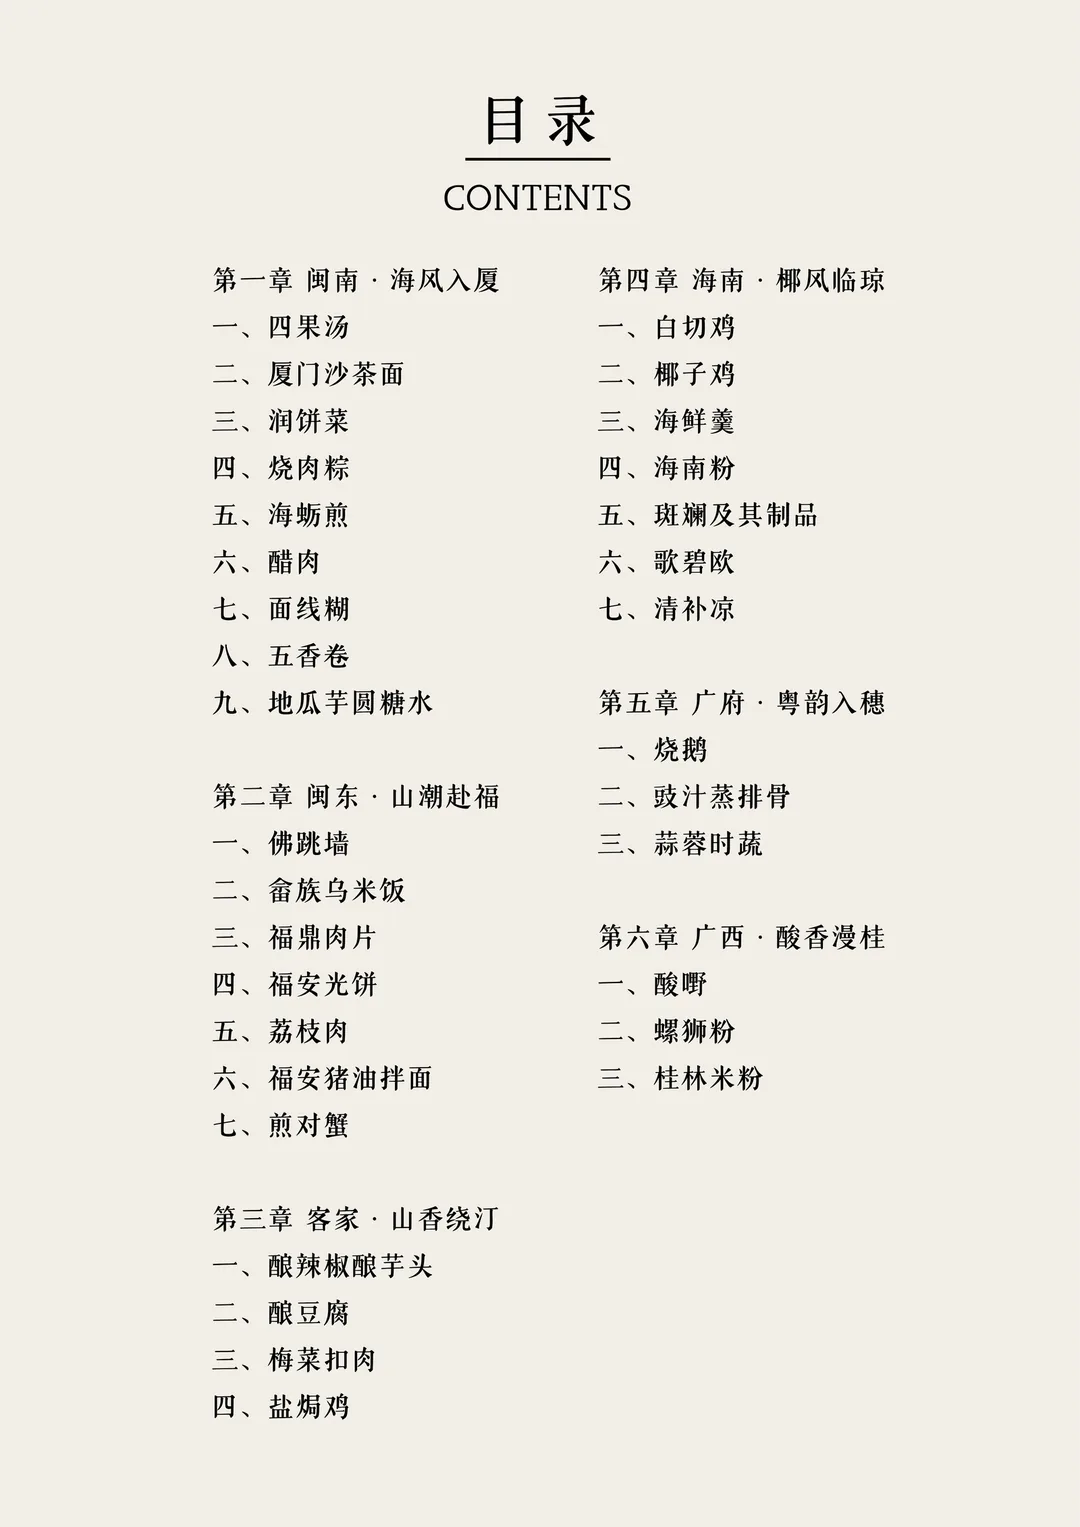 目录
CONTENTS
第一章 闽南·海风入厦
一、四果汤
二、厦门沙茶面
三、润饼菜
四、烧肉粽
五、海蛎煎
六、醋肉
七、面线糊
八、五香卷
九、地瓜芋圆糖水
第二章 闽东·山潮赴福
一、佛跳墙
二、畲族乌米饭
三、福鼎肉片
四、福安光饼
五、荔枝肉
六、福安猪油拌面
七、煎对蟹
第三章 客家·山香绕汀
一、酿辣椒酿芋头
二、酿豆腐
三、梅菜扣肉
四、盐焗鸡
第四章 海南·椰风临琼
一、白切鸡
二、椰子鸡
三、海鲜羹
四、海南粉
五、斑斓及其制品
六、歌碧欧
七、清补凉
第五章 广府·粤韵入穗
一、烧鹅
二、豉汁蒸排骨
三、蒜蓉时蔬
第六章 广西·酸香漫桂
一、酸嘢
二、螺狮粉
三、桂林米粉